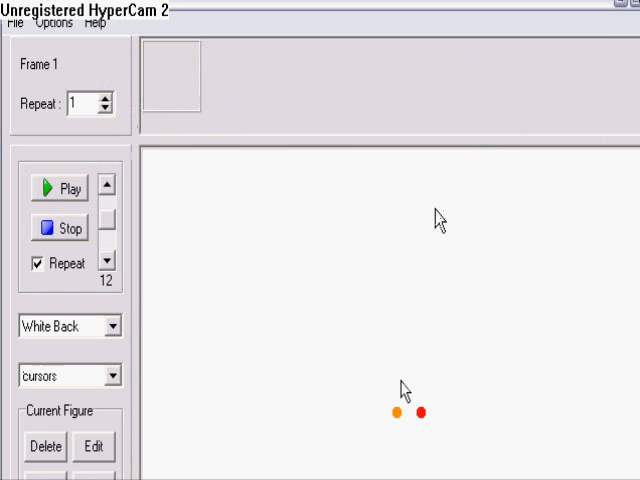 Unregistered HyperCam 2
File Options Help
Frame 1
Repeat : 1
Play
Stop
Repeat
12
White Back
cursors
Current Figure
Delete Edit